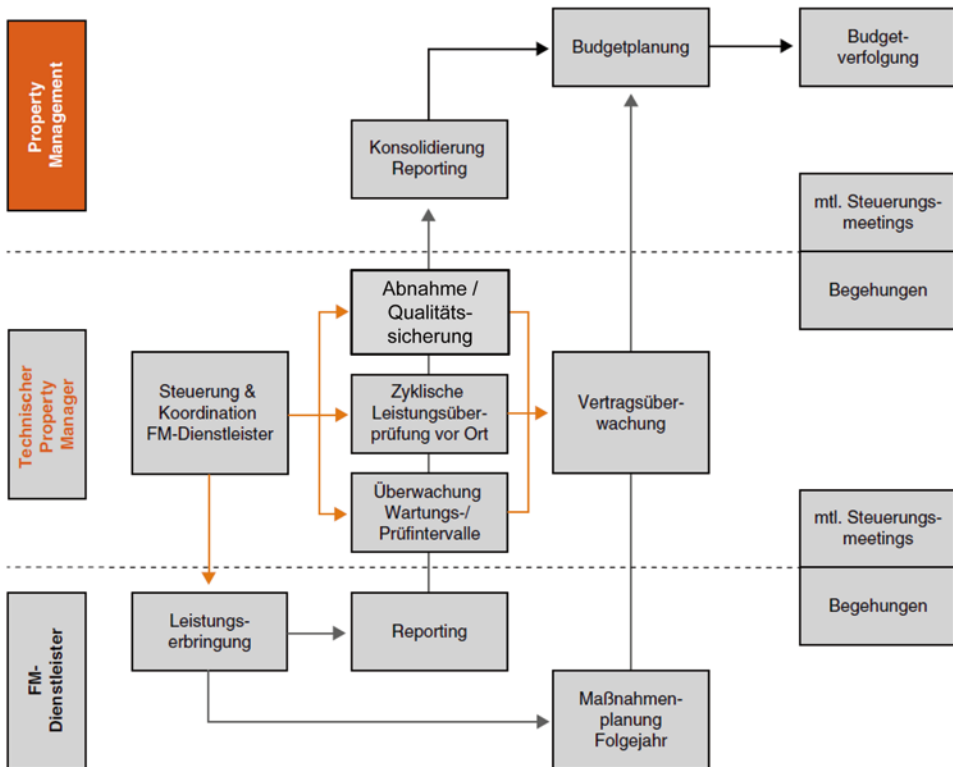 Property
Management
Budgetplanung
Budget-
verfolgung
Konsolidierung
Reporting
mtl. Steuerungs-
meetings
Begehungen
Technischer
Property
Manager
Steuerung &
Koordination
FM-Dienstleister
Abnahme /
Qualitäts-
sicherung
Zyklische
Leistungsüber-
prüfung vor Ort
Überwachung
Wartungs-/
Prüfintervalle
Vertragsüber-
wachung
mtl. Steuerungs-
meetings
Begehungen
FM-
Dienstleister
Leistungs-
erbringung
Reporting
Maßnahmen-
planung
Folgejahr